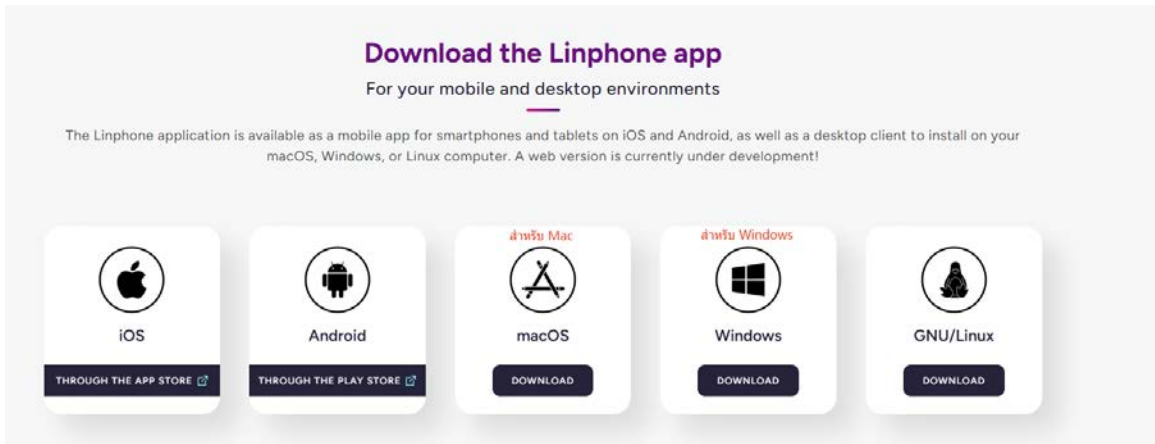 Download the Linphone app
For your mobile and desktop environments
The Linphone application is available as a mobile app for smartphones and tablets on iOS and Android, as well as a desktop client to install on your
macOS, Windows, or Linux computer. A web version is currently under development!
สำหรับ Mac
สำหรับ Windows
iOS
Android
macOS
Windows
GNU/Linux
THROUGH THE APP STORE
THROUGH THE PLAY STORE
DOWNLOAD
DOWNLOAD
DOWNLOAD